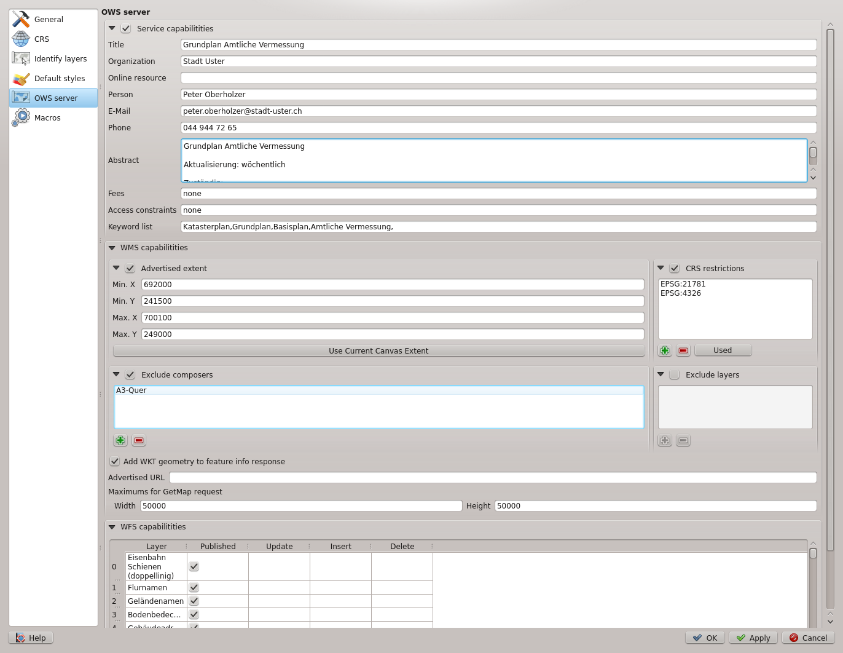 OWS server
General
CRS
Identify layers
Default styles
OWS server
Macros
Service capabilitities
Title Grundplan Amtliche Vermessung
Organization Stadt Uster
Online resource
Person Peter Oberholzer
E-Mail peter.oberholzer@stadt-uster.ch
Phone 044 944 72 65
Abstract
Grundplan Amtliche Vermessung
Aktualisierung: wöchentlich
Fees none
Access constraints none
Keyword list Katasterplan,Grundplan,Basisplan,Amtliche Vermessung,
WMS capabilitities
Advertised extent
Min. X 692000
Min. Y 241500
Max. X 700100
Max. Y 249000
Use Current Canvas Extent
CRS restrictions
EPSG:21781
EPSG:4326
Used
Exclude composers
A3-Quer
Exclude layers
Add WKT geometry to feature info response
Advertised URL
Maximums for GetMap request
Width 50000 Height 50000
WFS capabilitities
Layer Published Update Insert Delete
0 Eisenbahn
Schienen
(doppellinig)
1 Flurnamen
2 Geländenamen
3 Bodenbedec...
Help OK Apply Cancel